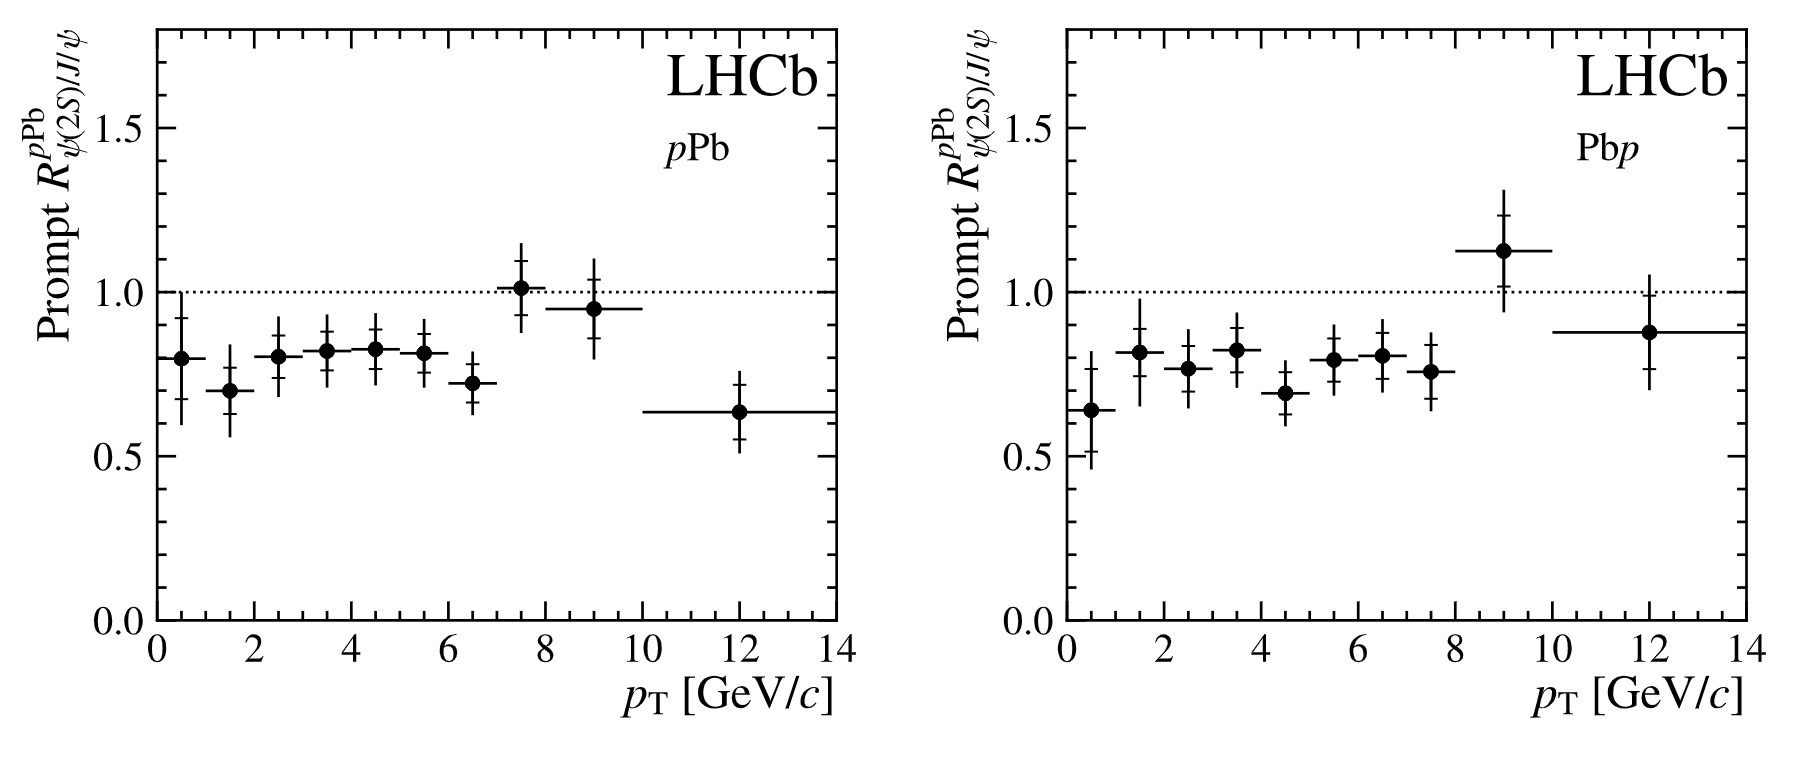 Prompt R^{pPb}_{ψ(2S)/J/ψ}
LHCb
pPb
1.5
1.0
0.5
0.0
0 2 4 6 8 10 12 14
p_T [GeV/c]
Prompt R^{pPb}_{ψ(2S)/J/ψ}
LHCb
Pbp
1.5
1.0
0.5
0.0
0 2 4 6 8 10 12 14
p_T [GeV/c]